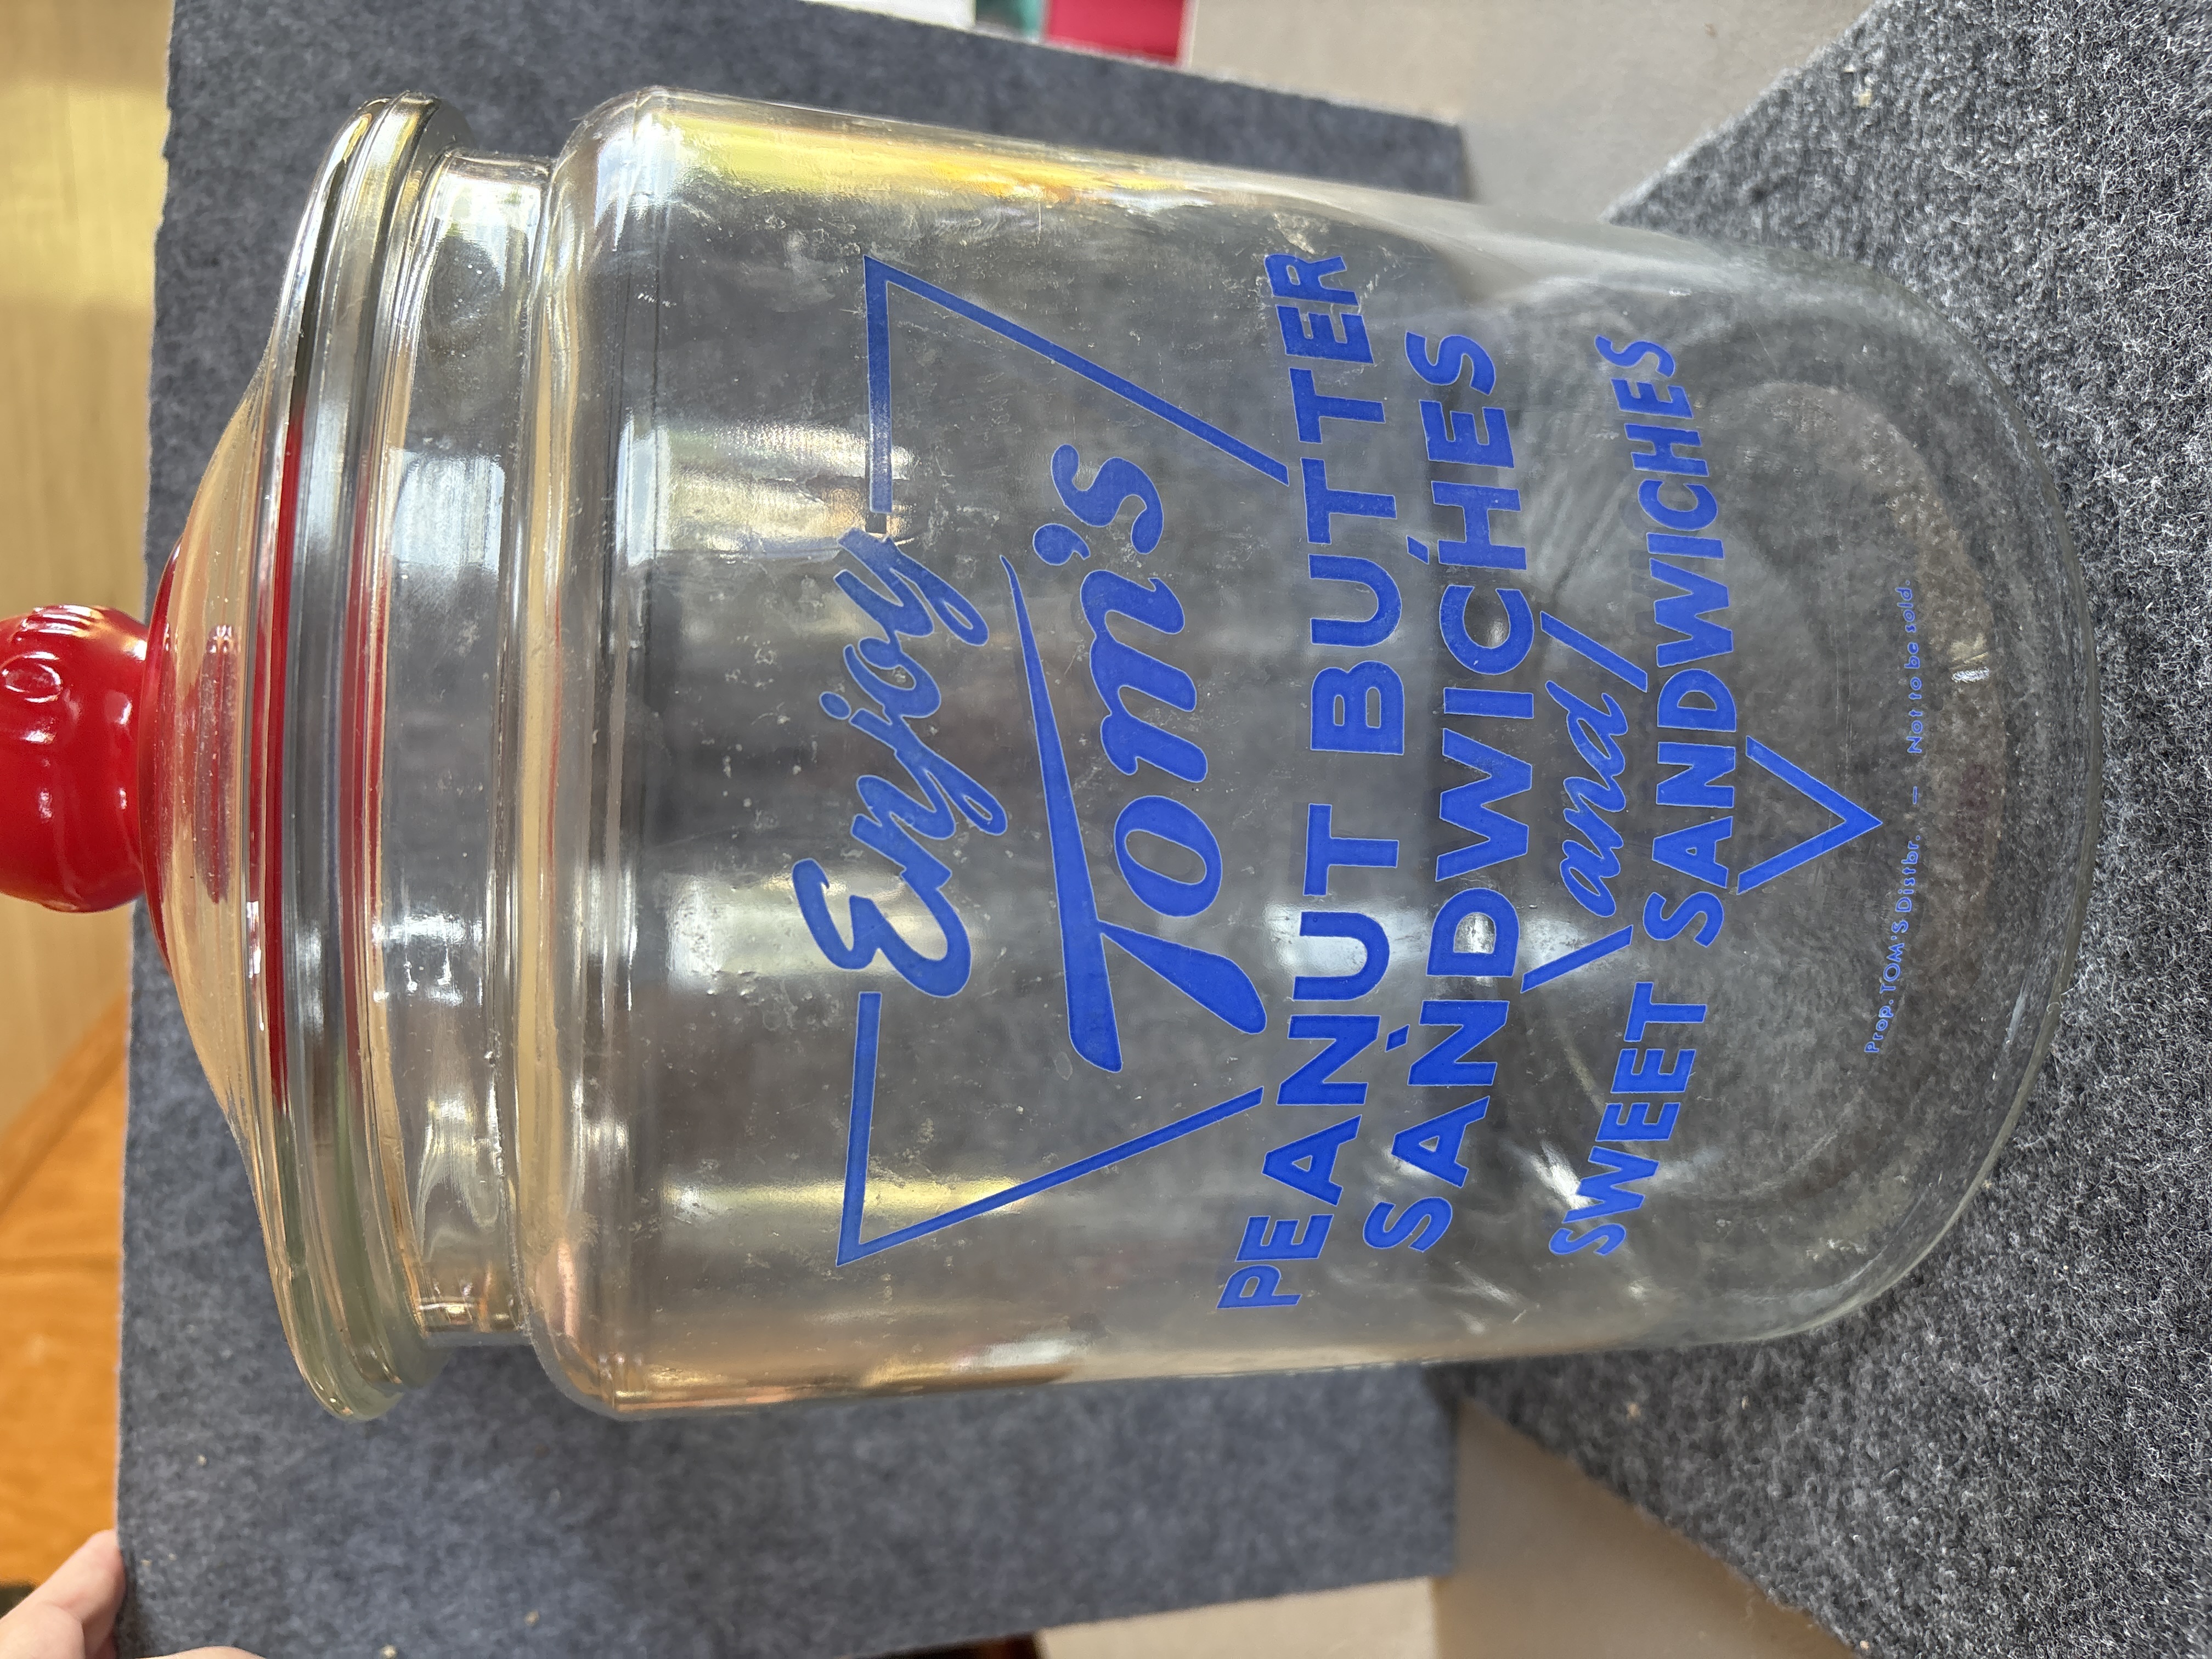 Enjoy
Tom's
PEANUT BUTTER
SANDWICHES
and
SWEET SANDWICHES
Prop. TOM'S Distbr. — Not to be sold.